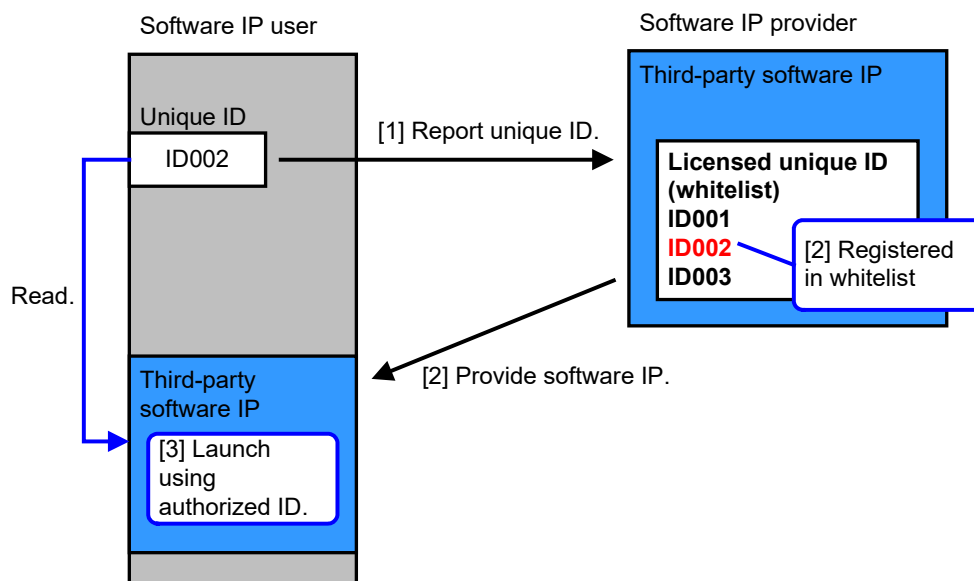 Software IP user
Software IP provider
Third-party software IP
Unique ID
ID002
[1] Report unique ID.
Licensed unique ID
(whitelist)
ID001
ID002
ID003
[2] Registered
in whitelist
Read.
[2] Provide software IP.
Third-party
software IP
[3] Launch
using
authorized ID.